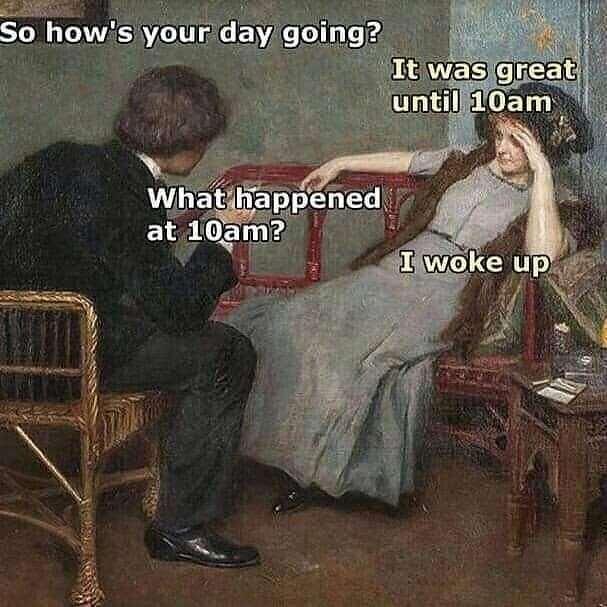 So how's your day going?
It was great
until 10am
What happened
at 10am?
I woke up